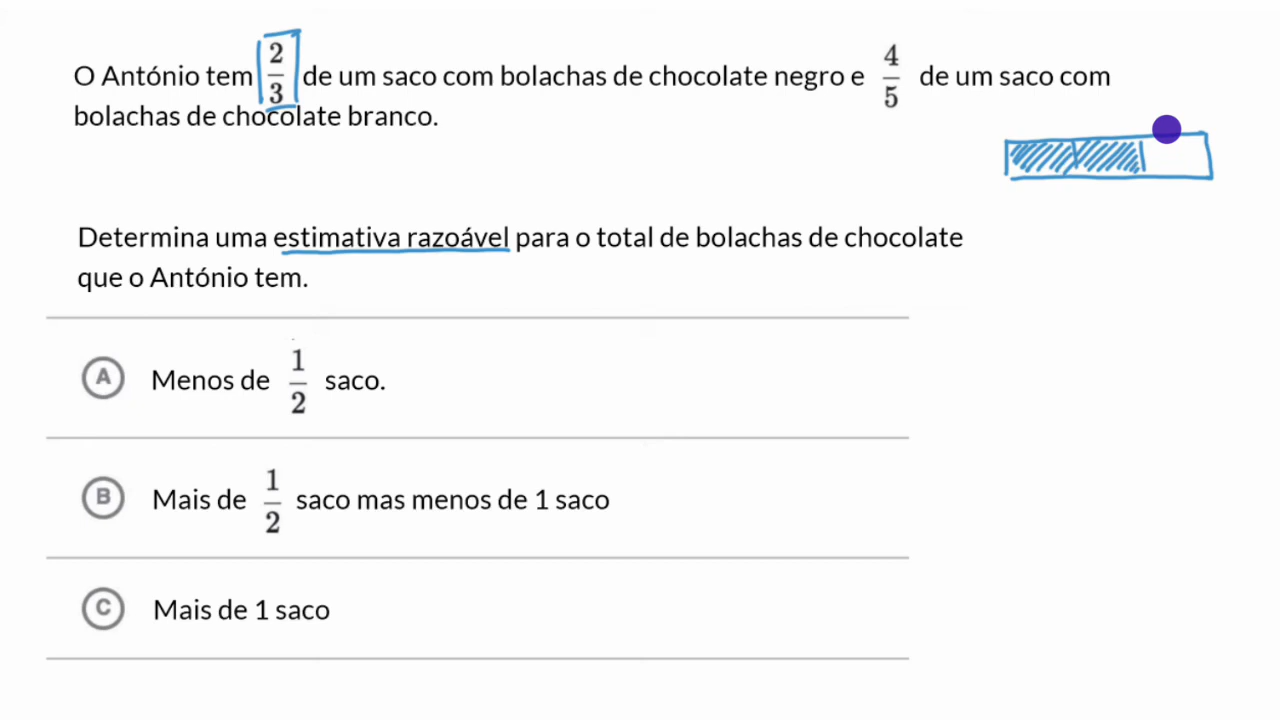 O António tem 2/3 de um saco com bolachas de chocolate negro e 4/5 de um saco com
bolachas de chocolate branco.
Determina uma estimativa razoável para o total de bolachas de chocolate
que o António tem.
A Menos de 1/2 saco.
B Mais de 1/2 saco mas menos de 1 saco
C Mais de 1 saco